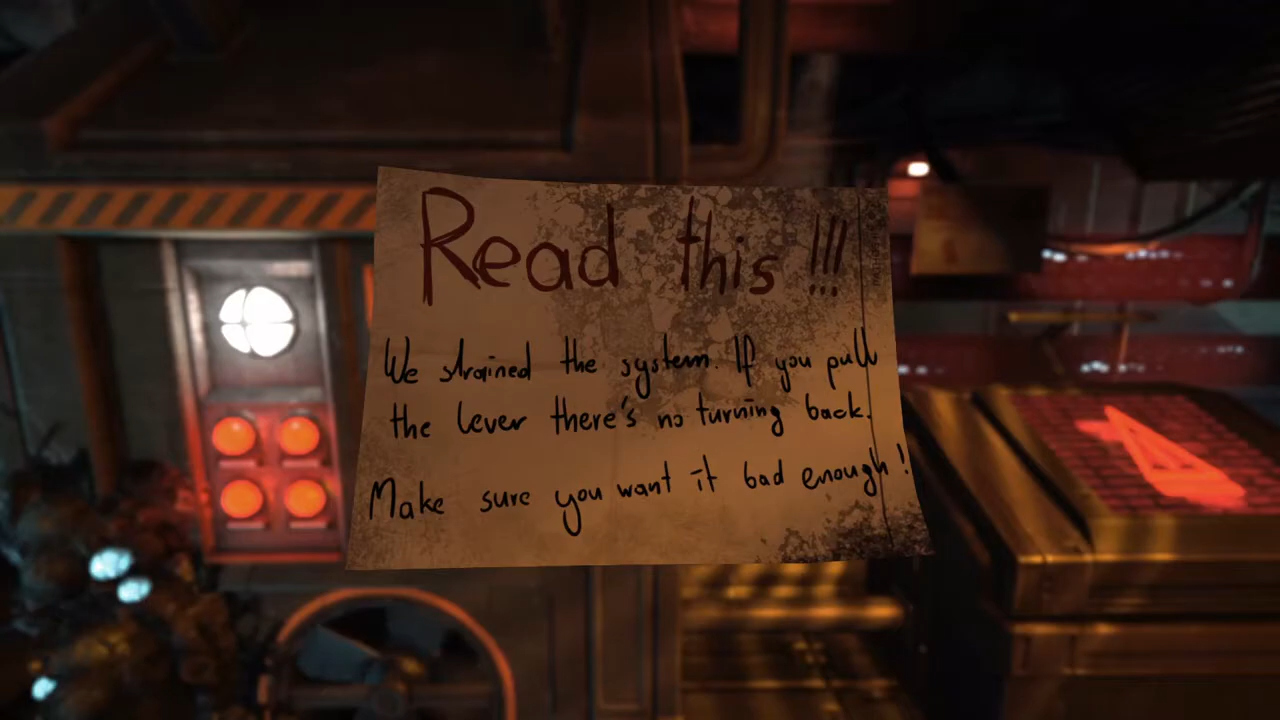 Read this !!!
We strained the system. If you pull
the lever there's no turning back.
Make sure you want it bad enough!